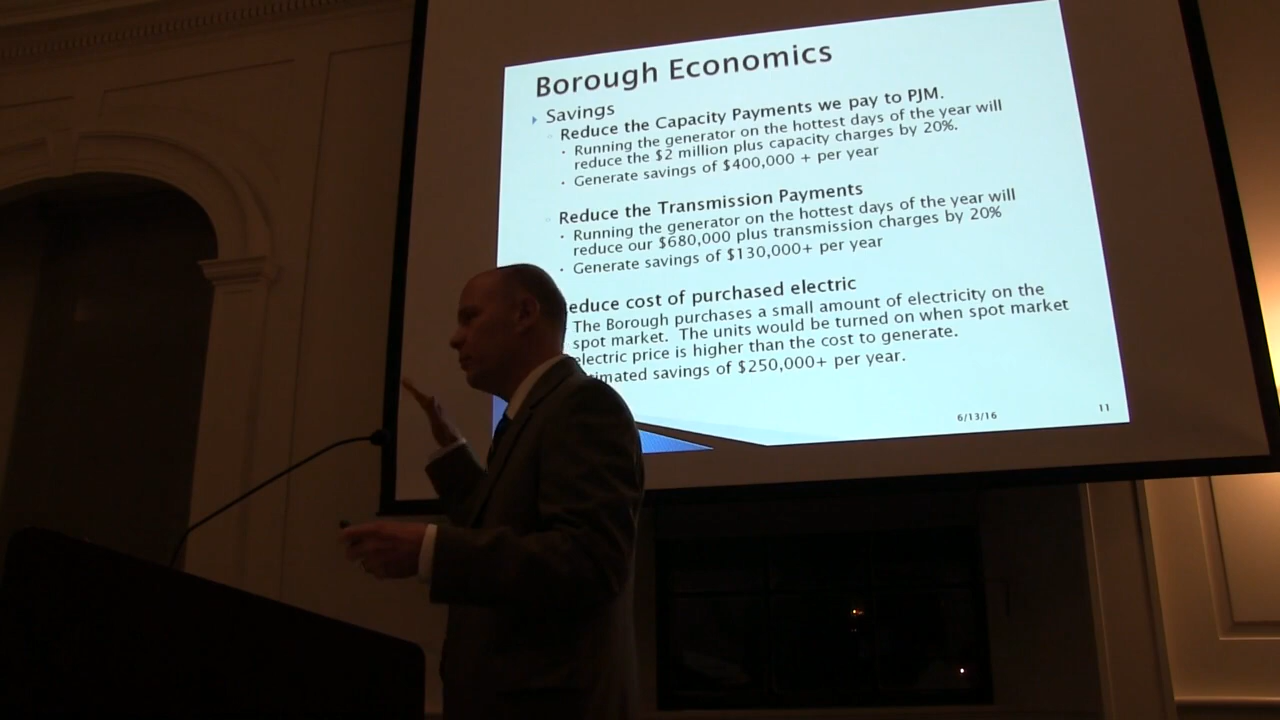 Borough Economics
Savings
Reduce the Capacity Payments we pay to PJM.
Running the generator on the hottest days of the year will
reduce the $2 million plus capacity charges by 20%.
Generate savings of $400,000 + per year
Reduce the Transmission Payments
Running the generator on the hottest days of the year will
reduce our $680,000 plus transmission charges by 20%
Generate savings of $130,000+ per year
educe cost of purchased electric
The Borough purchases a small amount of electricity on the
spot market. The units would be turned on when spot market
electric price is higher than the cost to generate.
imated savings of $250,000+ per year.
6/13/16
11